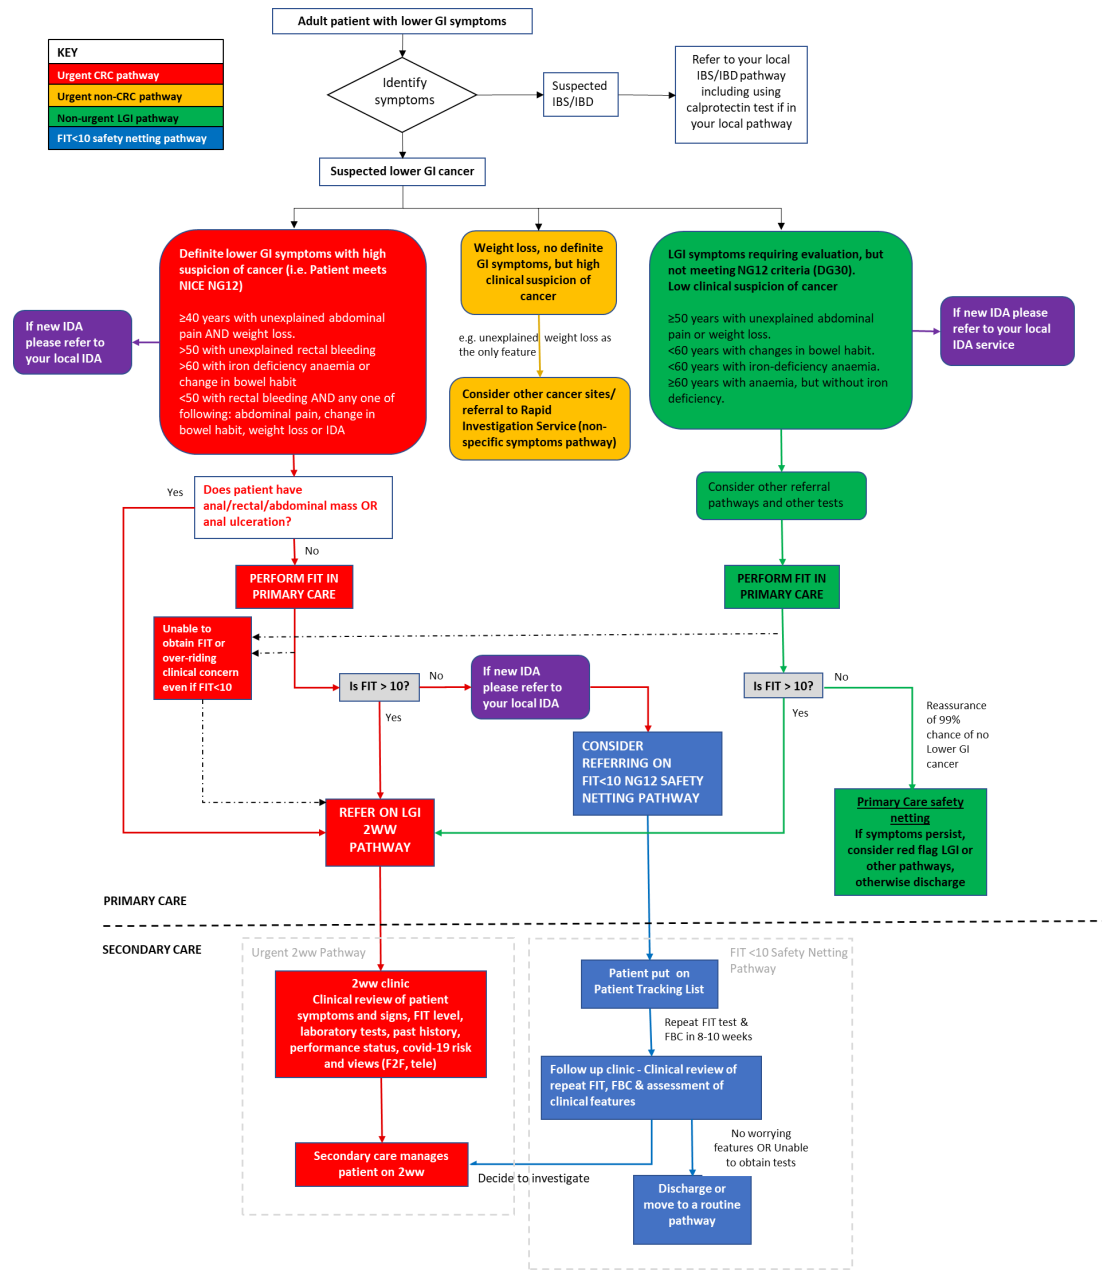 Adult patient with lower GI symptoms
KEY
Urgent CRC pathway
Urgent non-CRC pathway
Non-urgent LGI pathway
FIT<10 safety netting pathway
Identify
symptoms
Suspected
IBS/IBD
Refer to your local
IBS/IBD pathway
including using
calprotectin test if in
your local pathway
Suspected lower GI cancer
Definite lower GI symptoms with high
suspicion of cancer (i.e. Patient meets
NICE NG12)
≥40 years with unexplained abdominal
pain AND weight loss.
>50 with unexplained rectal bleeding
>60 with iron deficiency anaemia or
change in bowel habit
<50 with rectal bleeding AND any one of
following: abdominal pain, change in
bowel habit, weight loss or IDA
If new IDA
please refer to
your local IDA
Weight loss, no definite
GI symptoms, but high
clinical suspicion of
cancer
e.g. unexplained weight loss as
the only feature
Consider other cancer sites/
referral to Rapid
Investigation Service (non-
specific symptoms pathway)
LGI symptoms requiring evaluation, but
not meeting NG12 criteria (DG30).
Low clinical suspicion of cancer
≥50 years with unexplained abdominal
pain or weight loss.
<60 years with changes in bowel habit.
<60 years with iron-deficiency anaemia.
≥60 years with anaemia, but without iron
deficiency.
If new IDA please
refer to your local
IDA service
Yes
Does patient have
anal/rectal/abdominal mass OR
anal ulceration?
No
Consider other referral
pathways and other tests
PERFORM FIT IN
PRIMARY CARE
PERFORM FIT IN
PRIMARY CARE
Unable to
obtain FIT or
over-riding
clinical concern
even if FIT<10
Is FIT > 10?
No
Yes
If new IDA
please refer to
your local IDA
Is FIT > 10?
No
Yes
Reassurance
of 99%
chance of no
Lower GI
cancer
CONSIDER
REFERRING ON
FIT<10 NG12 SAFETY
NETTING PATHWAY
REFER ON LGI
2WW
PATHWAY
Primary Care safety
netting
If symptoms persist,
consider red flag LGI or
other pathways,
otherwise discharge
PRIMARY CARE
SECONDARY CARE
Urgent 2ww Pathway
FIT <10 Safety Netting
Pathway
2ww clinic
Clinical review of patient
symptoms and signs, FIT level,
laboratory tests, past history,
performance status, covid-19 risk
and views (F2F, tele)
Patient put on
Patient Tracking List
Repeat FIT test &
FBC in 8-10 weeks
Follow up clinic - Clinical review of
repeat FIT, FBC & assessment of
clinical features
No worrying
features OR Unable
to obtain tests
Secondary care manages
patient on 2ww
Decide to investigate
Discharge or
move to a routine
pathway